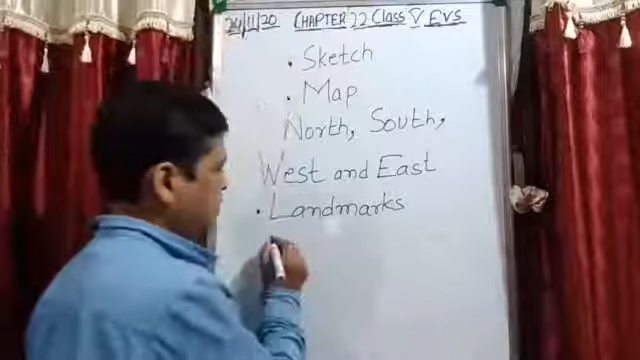 24/11/20 CHAPTER 22 Class V EVS
. Sketch
. Map
North, South,
West and East
. Landmarks